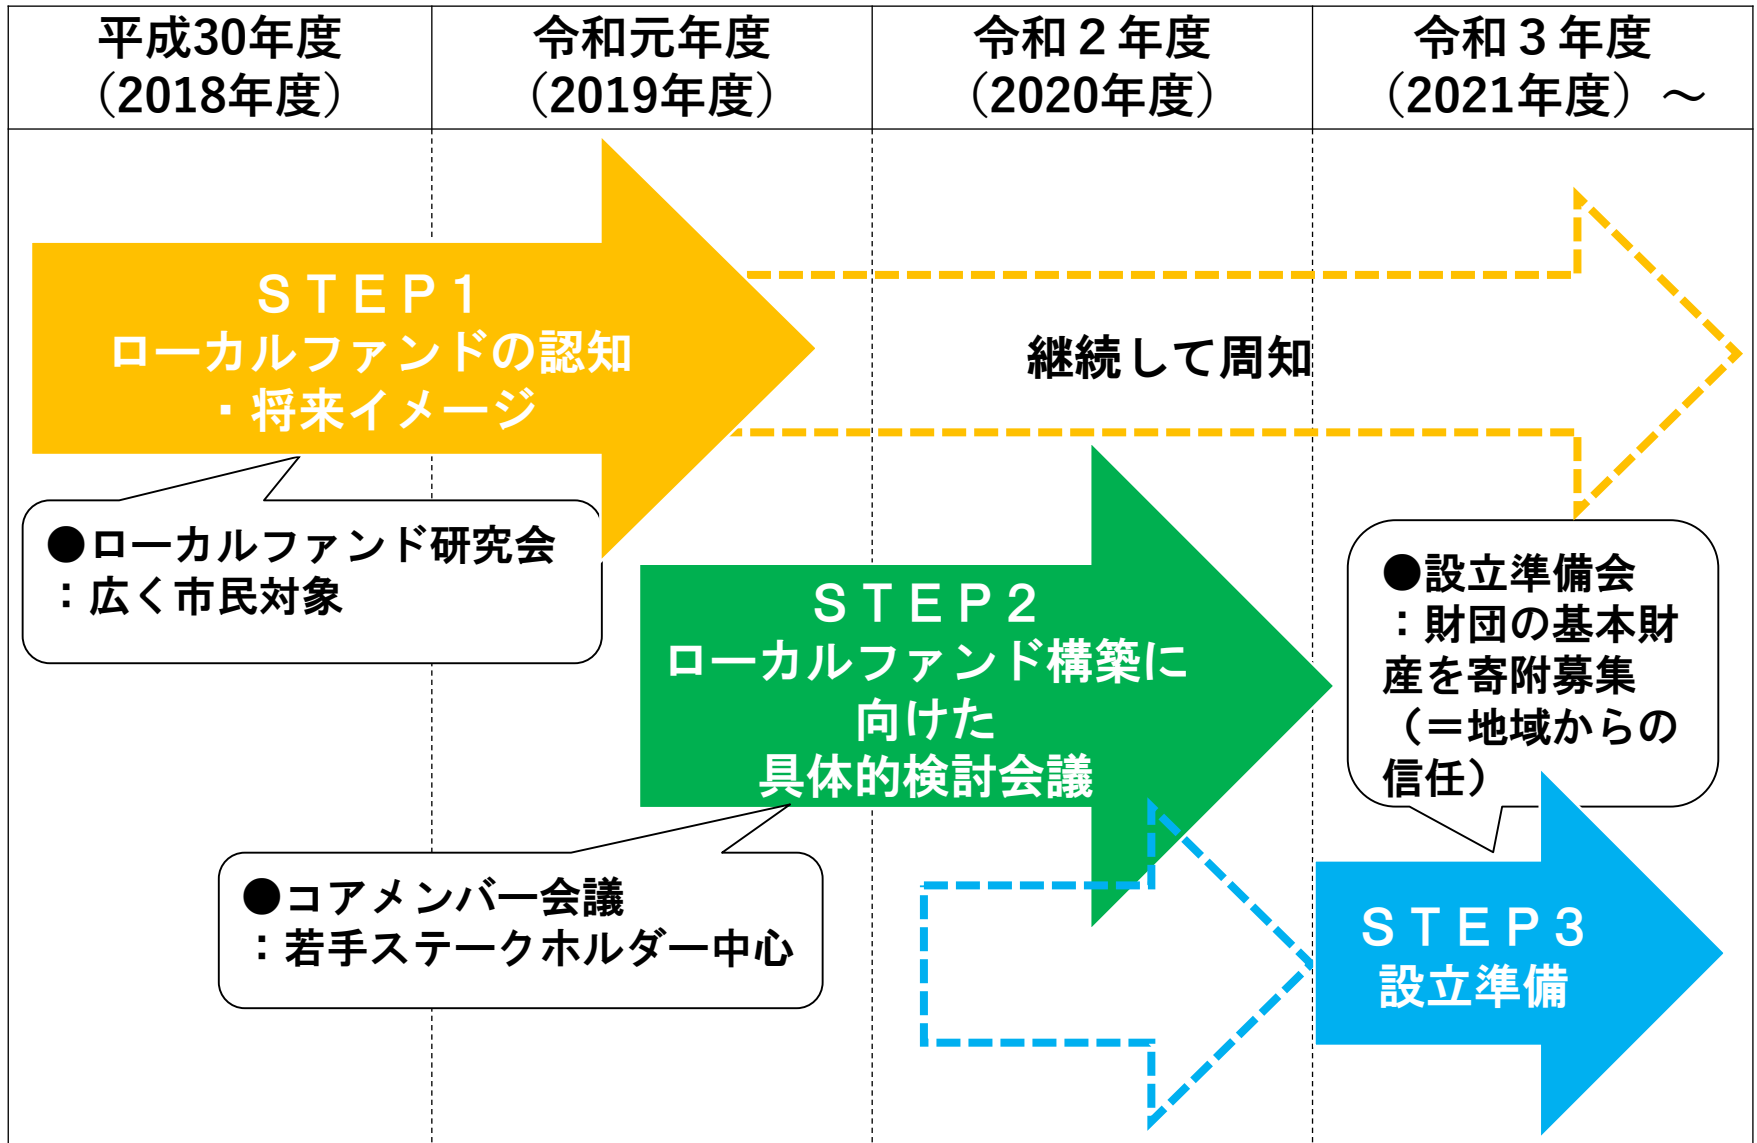 平成30年度
（2018年度）
令和元年度
（2019年度）
令和２年度
（2020年度）
令和３年度
（2021年度）～
ＳＴＥＰ１
ローカルファンドの認知
・将来イメージ
継続して周知
●ローカルファンド研究会
：広く市民対象
ＳＴＥＰ２
ローカルファンド構築に
向けた
具体的検討会議
●設立準備会
：財団の基本財
産を寄附募集
（＝地域からの
信任）
●コアメンバー会議
：若手ステークホルダー中心
ＳＴＥＰ３
設立準備